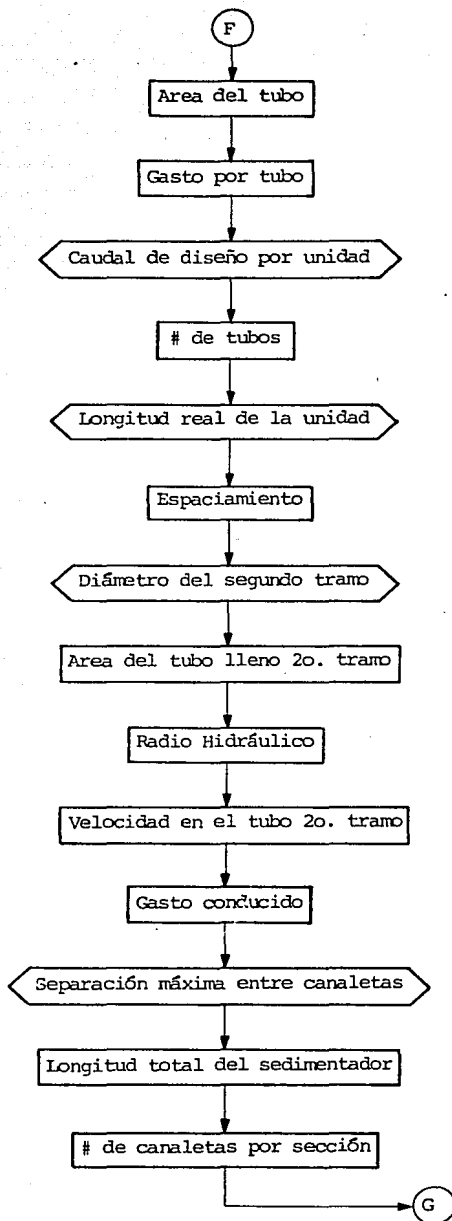 F
Area del tubo
Gasto por tubo
Caudal de diseño por unidad
# de tubos
Longitud real de la unidad
Espaciamiento
Diámetro del segundo tramo
Area del tubo lleno 2o. tramo
Radio Hidráulico
Velocidad en el tubo 2o. tramo
Gasto conducido
Separación máxima entre canaletas
Longitud total del sedimentador
# de canaletas por sección
G